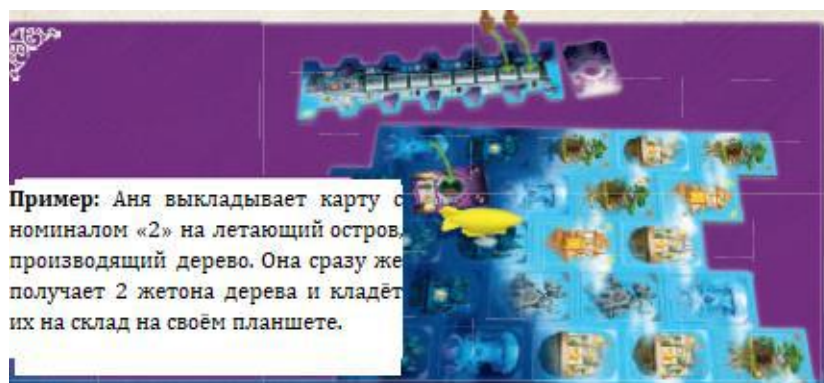 Пример: Аня выкладывает карту с
номиналом «2» на летающий остров,
производящий дерево. Она сразу же
получает 2 жетона дерева и кладёт
их на склад на своём планшете.